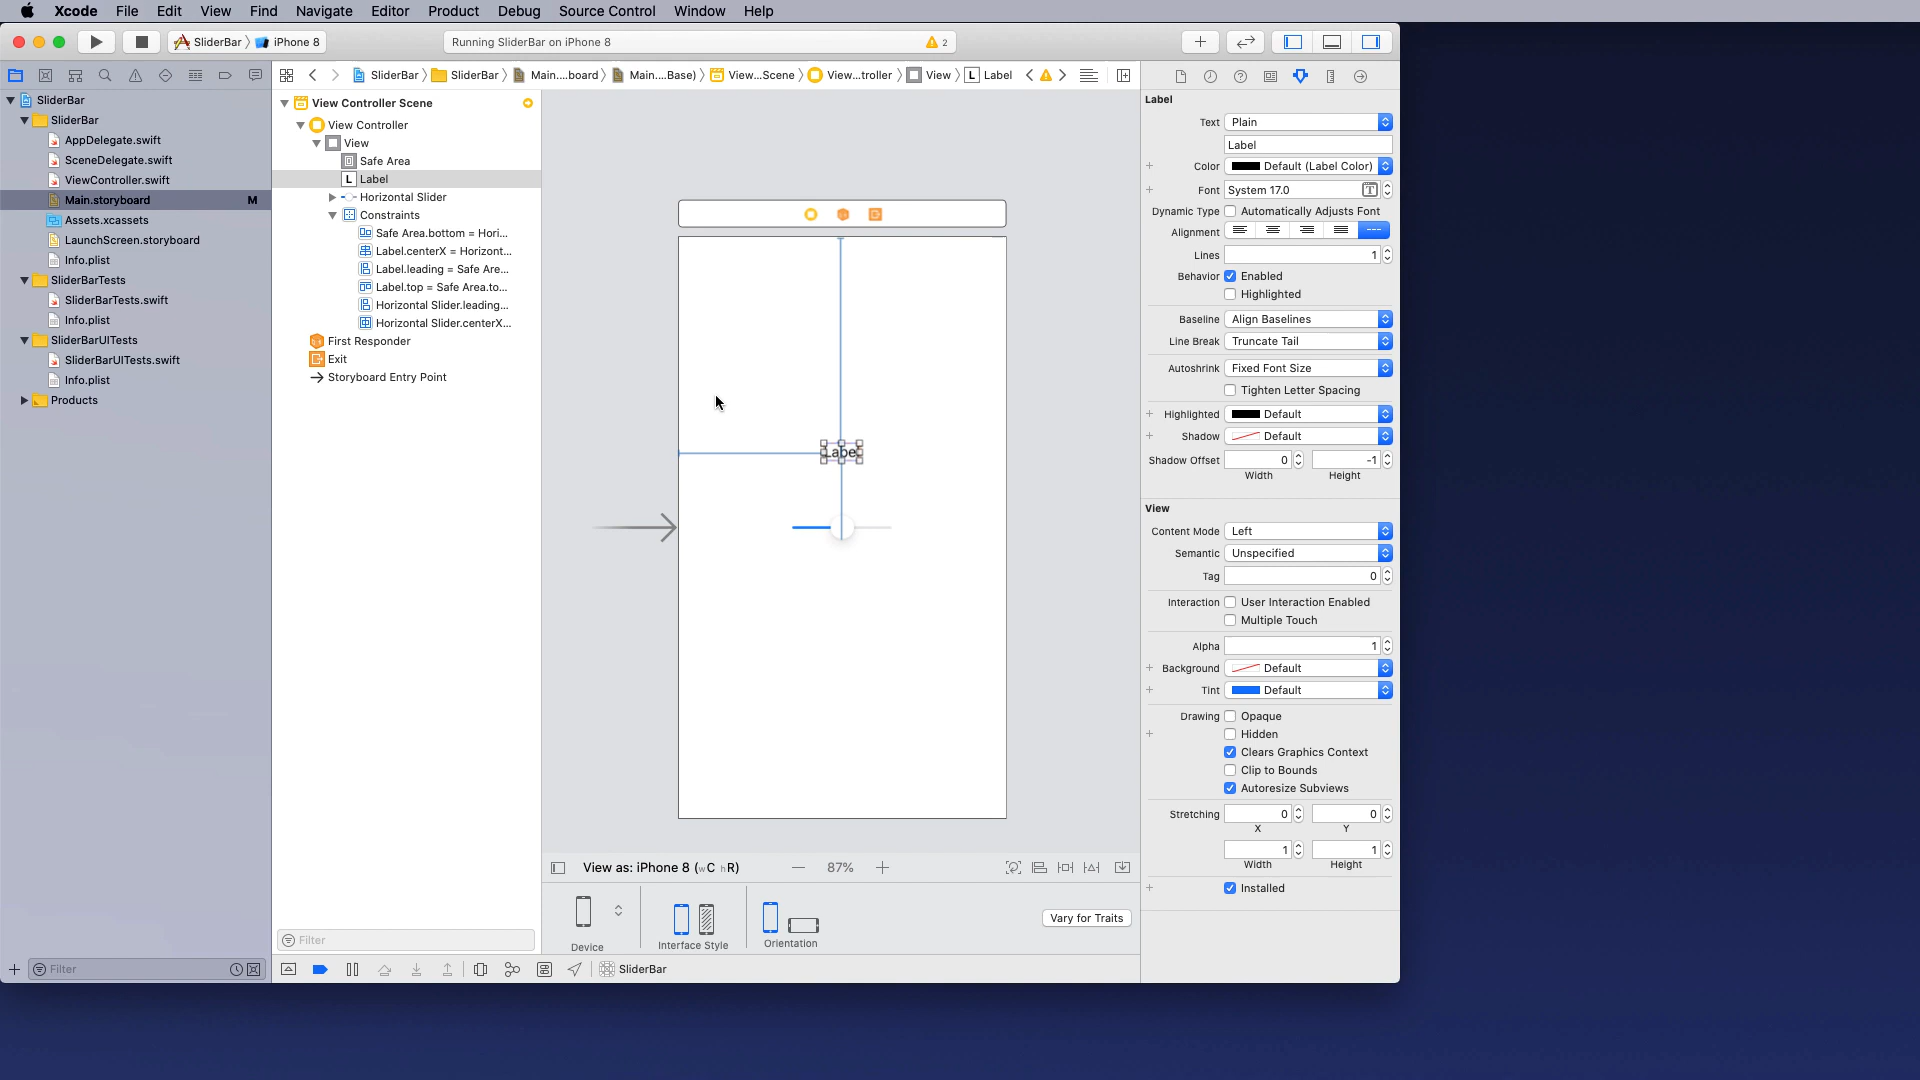 Xcode File Edit View Find Navigate Editor Product Debug Source Control Window Help
SliderBar iPhone 8
Running SliderBar on iPhone 8
2
SliderBar SliderBar Main....board Main....Base) View...Scene View...troller View L Label
SliderBar
SliderBar
AppDelegate.swift
SceneDelegate.swift
ViewController.swift
Main.storyboard M
Assets.xcassets
LaunchScreen.storyboard
Info.plist
SliderBarTests
SliderBarTests.swift
Info.plist
SliderBarUITests
SliderBarUITests.swift
Info.plist
Products
Filter
View Controller Scene
View Controller
View
Safe Area
L Label
Horizontal Slider
Constraints
Safe Area.bottom = Hori...
Label.centerX = Horizont...
Label.leading = Safe Are...
Label.top = Safe Area.to...
Horizontal Slider.leading...
Horizontal Slider.centerX...
First Responder
Exit
Storyboard Entry Point
Filter
Label
View as: iPhone 8 (wC hR)
87%
Device
Interface Style
Orientation
Vary for Traits
SliderBar
Label
Text Plain
Label
Color Default (Label Color)
Font System 17.0
Dynamic Type Automatically Adjusts Font
Alignment
Lines 1
Behavior Enabled
Highlighted
Baseline Align Baselines
Line Break Truncate Tail
Autoshrink Fixed Font Size
Tighten Letter Spacing
Highlighted Default
Shadow Default
Shadow Offset 0 -1
Width Height
View
Content Mode Left
Semantic Unspecified
Tag 0
Interaction User Interaction Enabled
Multiple Touch
Alpha 1
Background Default
Tint Default
Drawing Opaque
Hidden
Clears Graphics Context
Clip to Bounds
Autoresize Subviews
Stretching 0 0
X Y
1 1
Width Height
Installed